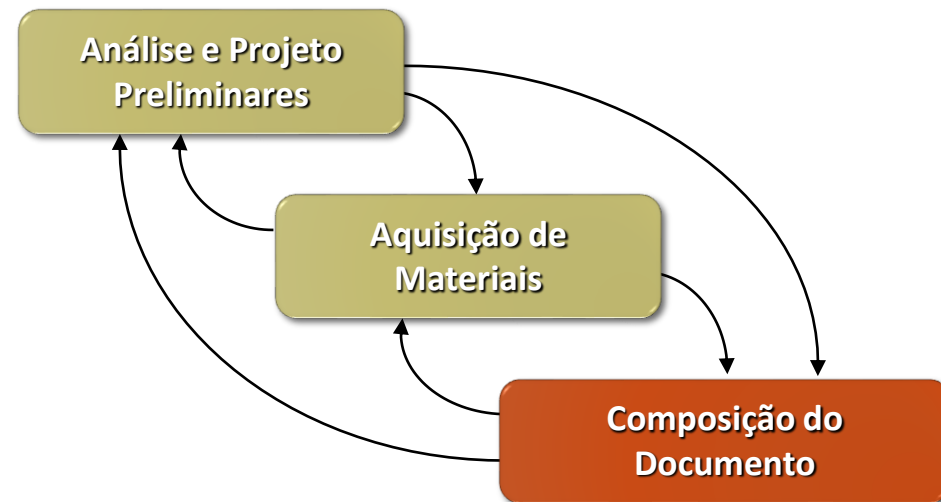 Análise e Projeto
Preliminares
Aquisição de
Materiais
Composição do
Documento